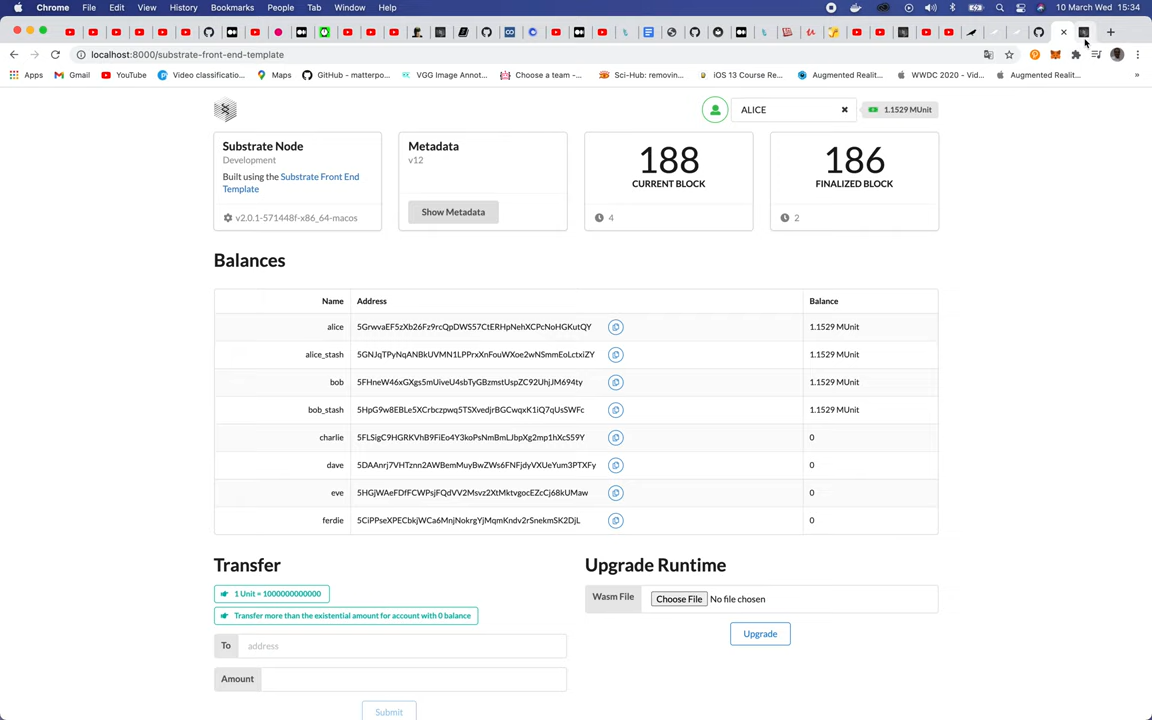 Chrome File Edit View History Bookmarks People Tab Window Help 10 March Wed 15:34
localhost:8000/substrate-front-end-template
Apps Gmail YouTube Video classificatio... Maps GitHub - matterpo... VGG Image Annot... Choose a team -... Sci-Hub: removin... iOS 13 Course Re... Augmented Realit... WWDC 2020 - Vid... Augmented Realit... »
ALICE 1.1529 MUnit
Substrate Node
Development
Built using the Substrate Front End
Template
v2.0.1-571448f-x86_64-macos
Metadata
v12
Show Metadata
188
CURRENT BLOCK
4
186
FINALIZED BLOCK
2
Balances
Name Address Balance
alice 5GrwvaEF5zXb26Fz9rcQpDWS57CtERHpNehXCPcNoHGKutQY 1.1529 MUnit
alice_stash 5GNJqTPyNqANBkUVMN1LPPrxXnFouWXoe2wNSmmEoLctxiZY 1.1529 MUnit
bob 5FHneW46xGXgs5mUiveU4sbTyGBzmstUspZC92UhjJM694ty 1.1529 MUnit
bob_stash 5HpG9w8EBLe5XCrbczpwq5TSXvedrjBGCwqxK1iQ7qUsSWFc 1.1529 MUnit
charlie 5FLSigC9HGRKVhB9FiEo4Y3koPsNmBmLJbpXg2mp1hXcS59Y 0
dave 5DAAnrj7VHTznn2AWBemMuyBwZWs6FNFjdyVXUeYum3PTXFy 0
eve 5HGjWAeFDfFCWPsjFQdVV2Msvz2XtMktvgocEZcCj68kUMaw 0
ferdie 5CiPPseXPECbkjWCa6MnjNokrgYjMqmKndv2rSnekmSK2DjL 0
Transfer
1 Unit = 1000000000000
Transfer more than the existential amount for account with 0 balance
To address
Amount
Submit
Upgrade Runtime
Wasm File Choose File No file chosen
Upgrade